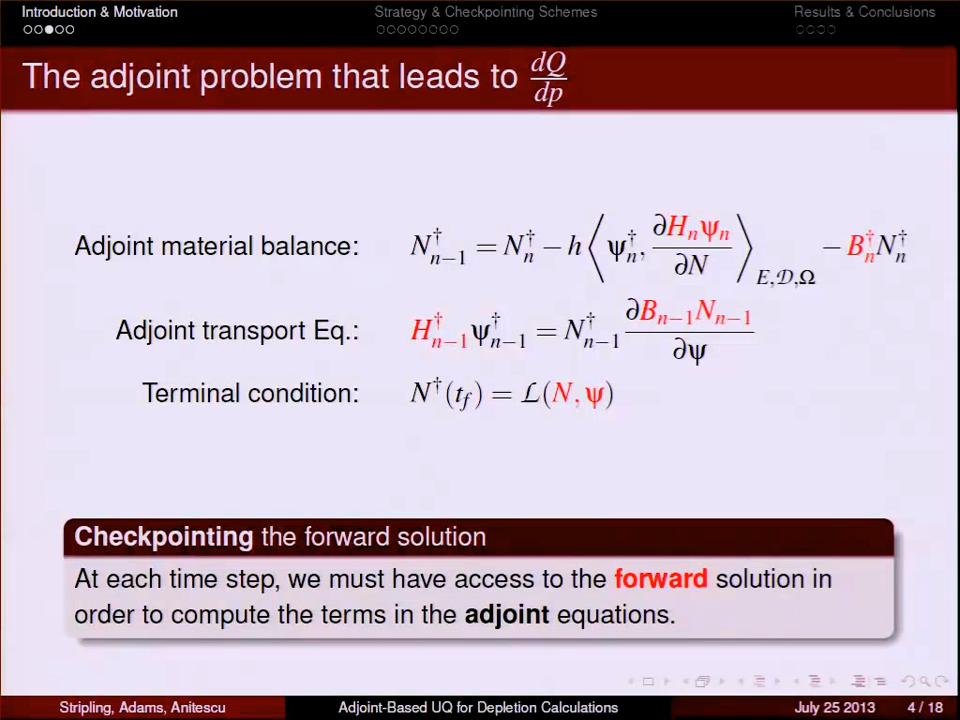 Introduction & Motivation Strategy & Checkpointing Schemes Results & Conclusions
The adjoint problem that leads to dQ/dp
Adjoint material balance: N†_{n−1} = N†_n − h⟨ψ†_n, ∂H_nψ_n/∂N⟩_{E,𝒟,Ω} − B†_n N†_n
Adjoint transport Eq.: H†_{n−1}ψ†_{n−1} = N†_{n−1} ∂B_{n−1}N_{n−1}/∂ψ
Terminal condition: N†(t_f) = ℒ(N, ψ)
Checkpointing the forward solution
At each time step, we must have access to the forward solution in
order to compute the terms in the adjoint equations.
Stripling, Adams, Anitescu Adjoint-Based UQ for Depletion Calculations July 25 2013 4 / 18